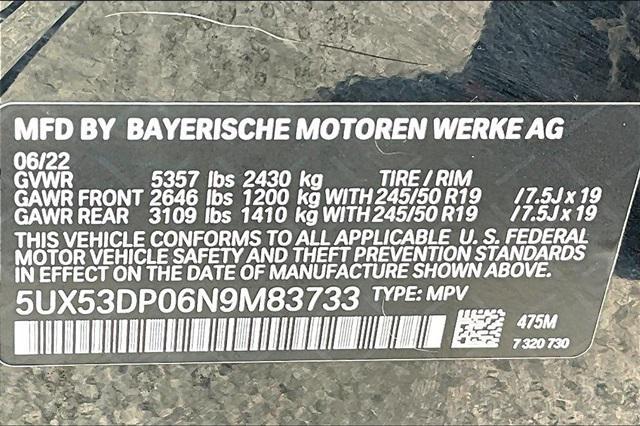 MFD BY BAYERISCHE MOTOREN WERKE AG
06/22
GVWR 5357 lbs 2430 kg TIRE / RIM
GAWR FRONT 2646 lbs 1200 kg WITH 245/50 R19 / 7.5J x 19
GAWR REAR 3109 lbs 1410 kg WITH 245/50 R19 / 7.5J x 19
THIS VEHICLE CONFORMS TO ALL APPLICABLE U. S. FEDERAL
MOTOR VEHICLE SAFETY AND THEFT PREVENTION STANDARDS
IN EFFECT ON THE DATE OF MANUFACTURE SHOWN ABOVE.
5UX53DP06N9M83733 TYPE: MPV
475M
7 320 730